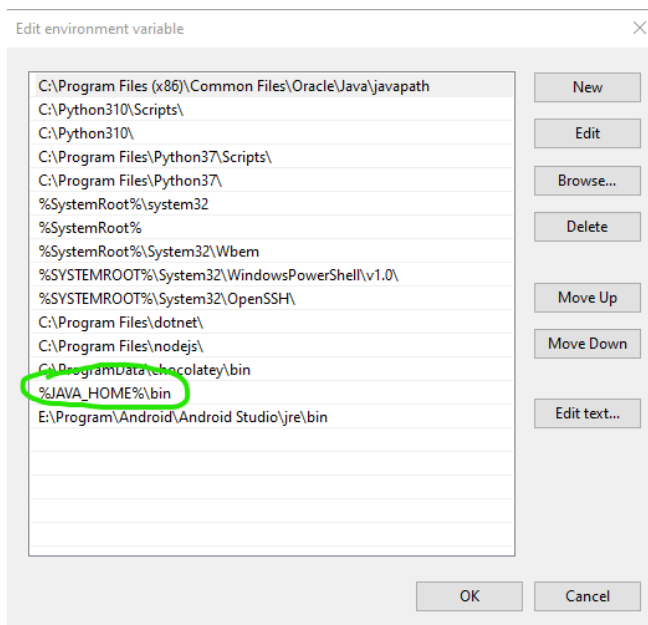 Edit environment variable
C:\Program Files (x86)\Common Files\Oracle\Java\javapath
C:\Python310\Scripts\
C:\Python310\
C:\Program Files\Python37\Scripts\
C:\Program Files\Python37\
%SystemRoot%\system32
%SystemRoot%
%SystemRoot%\System32\Wbem
%SYSTEMROOT%\System32\WindowsPowerShell\v1.0\
%SYSTEMROOT%\System32\OpenSSH\
C:\Program Files\dotnet\
C:\Program Files\nodejs\
C:\ProgramData\chocolatey\bin
%JAVA_HOME%\bin
E:\Program\Android\Android Studio\jre\bin
New
Edit
Browse...
Delete
Move Up
Move Down
Edit text...
OK
Cancel